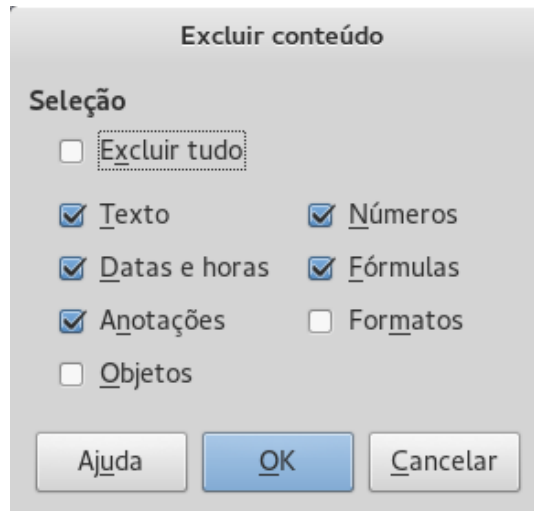 Excluir conteúdo
Seleção
Excluir tudo
Texto Números
Datas e horas Fórmulas
Anotações Formatos
Objetos
Ajuda OK Cancelar